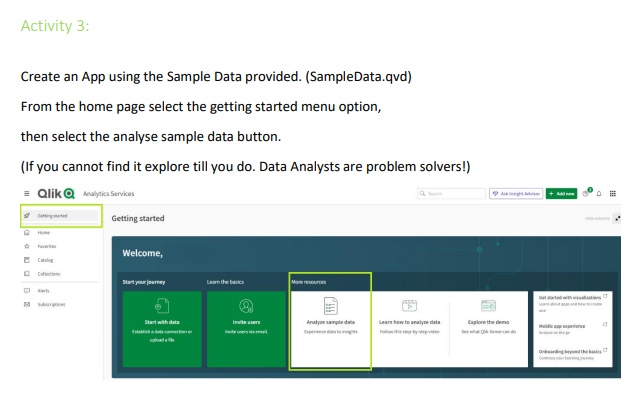 Activity 3:
Create an App using the Sample Data provided. (SampleData.qvd)
From the home page select the getting started menu option,
then select the analyse sample data button.
(If you cannot find it explore till you do. Data Analysts are problem solvers!)
Qlik Analytics Services
Search
Ask Insight Advisor
+ Add new
Getting started
Getting started
Hide welcome
Home
Favorites
Catalog
Collections
Alerts
Subscriptions
Welcome,
Start your journey
Learn the basics
More resources
Start with data
Establish a data connection or
upload a file
Invite users
Invite users via email.
Analyze sample data
Experience data to insights
Learn how to analyze data
Follow this step-by-step video
Explore the demo
See what Qlik Sense can do
Get started with visualizations
Learn about apps and how to create
one
Mobile app experience
Analyze on the go
Onboarding beyond the basics
Continue your learning journey